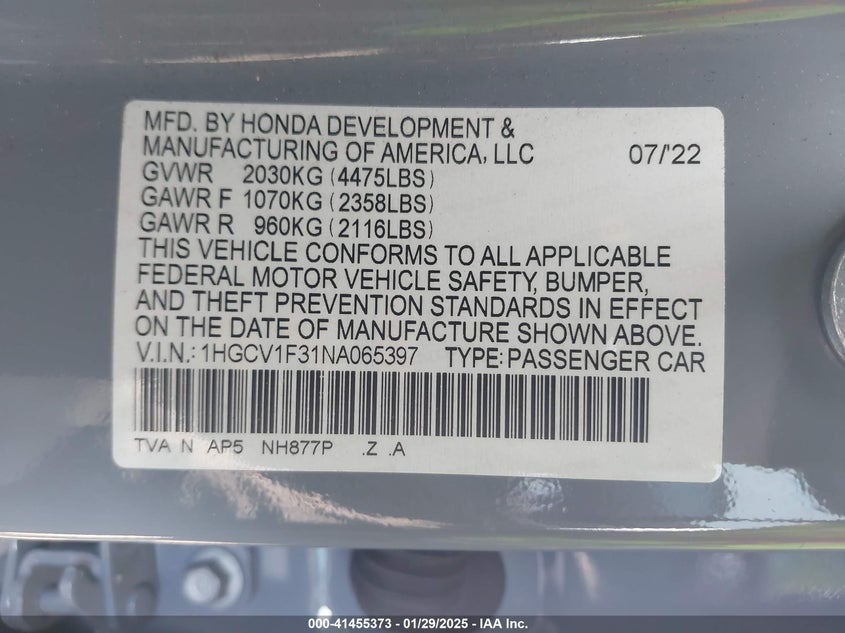 MFD. BY HONDA DEVELOPMENT &
MANUFACTURING OF AMERICA, LLC 07/'22
GVWR 2030KG (4475LBS)
GAWR F 1070KG (2358LBS)
GAWR R 960KG (2116LBS)
THIS VEHICLE CONFORMS TO ALL APPLICABLE
FEDERAL MOTOR VEHICLE SAFETY, BUMPER,
AND THEFT PREVENTION STANDARDS IN EFFECT
ON THE DATE OF MANUFACTURE SHOWN ABOVE.
V.I.N.: 1HGCV1F31NA065397 TYPE: PASSENGER CAR
TVA N AP5 NH877P .Z .A
000-41455373 - 01/29/2025 - IAA Inc.